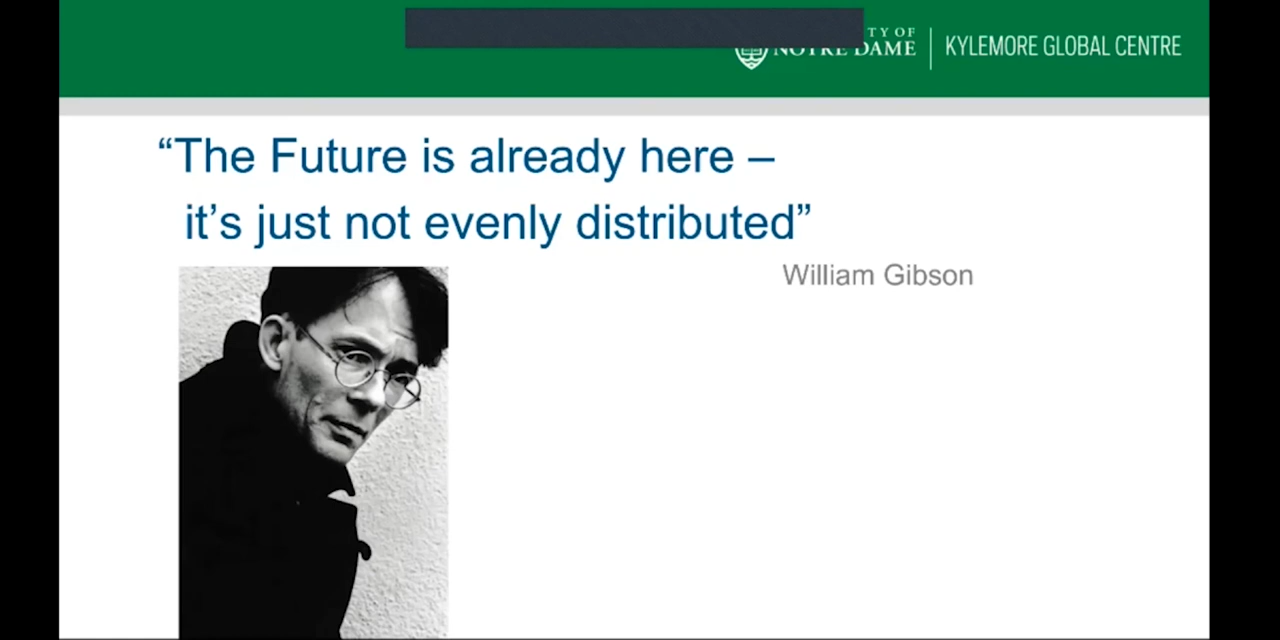 TY OF
NOTRE DAME
KYLEMORE GLOBAL CENTRE
“The Future is already here –
it’s just not evenly distributed”
William Gibson